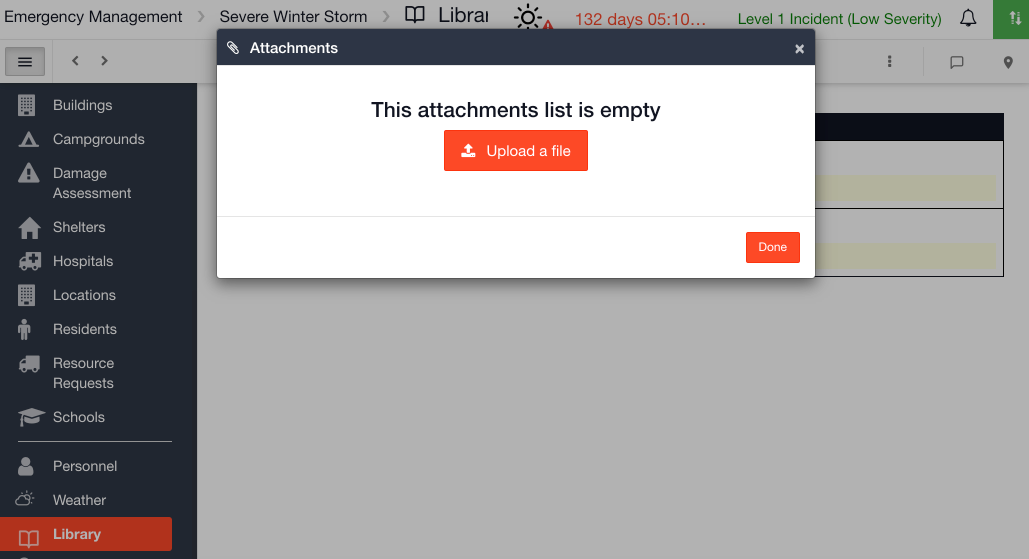 Emergency Management > Severe Winter Storm > Librar 132 days 05:10... Level 1 Incident (Low Severity)
Attachments ×
This attachments list is empty
Upload a file
Done
Buildings
Campgrounds
Damage
Assessment
Shelters
Hospitals
Locations
Residents
Resource
Requests
Schools
Personnel
Weather
Library